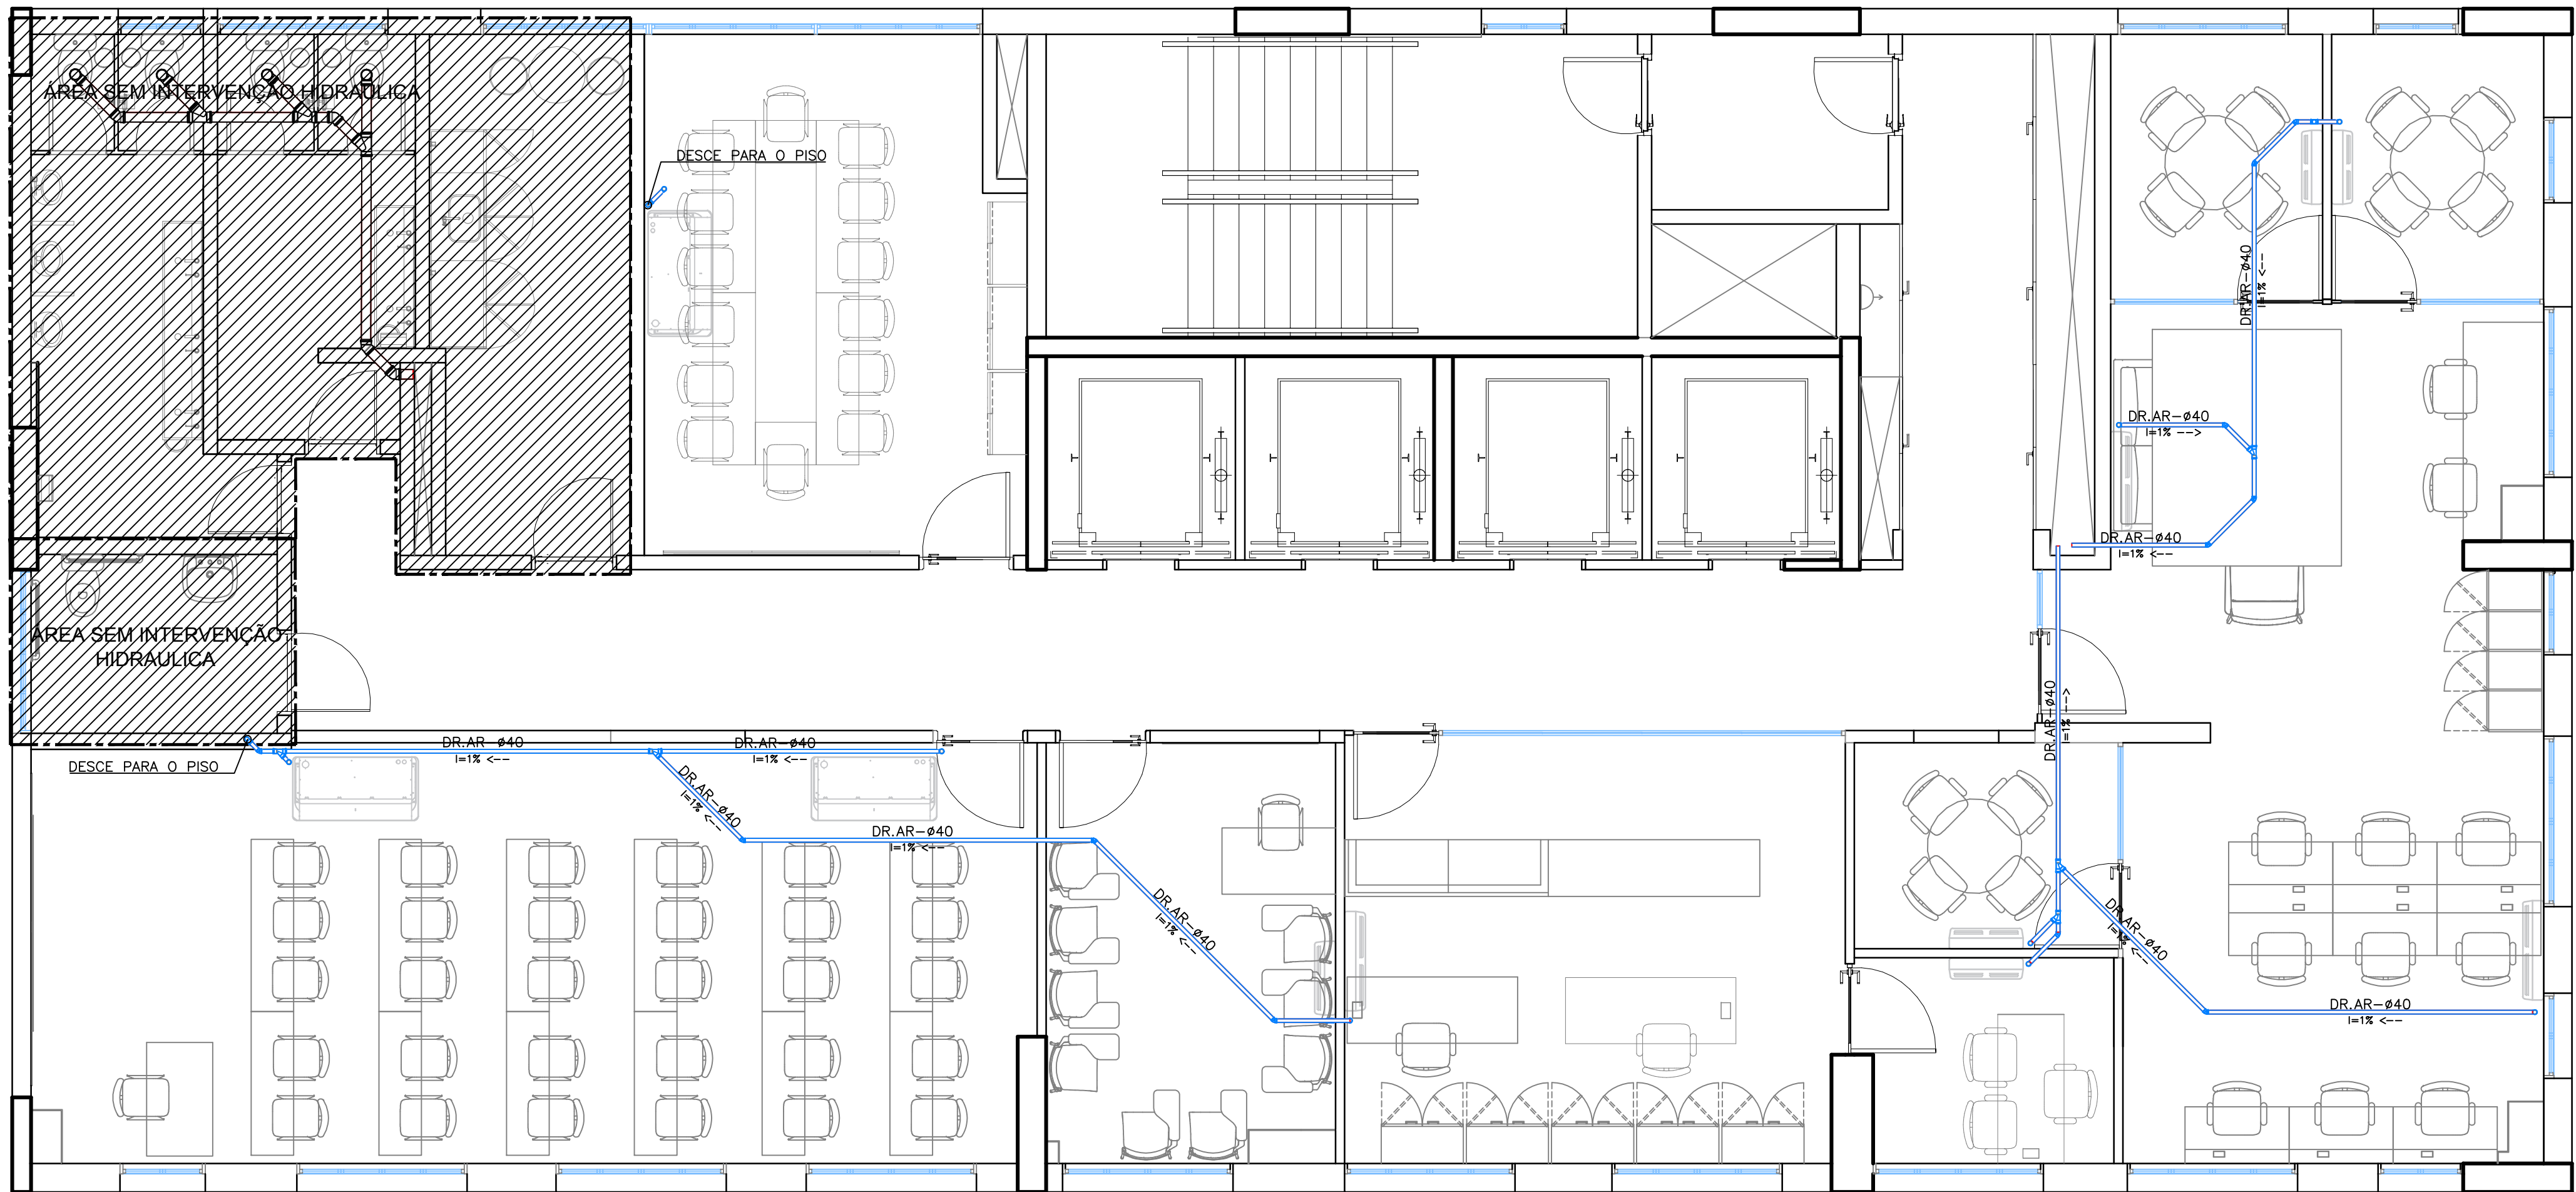 ÁREA SEM INTERVENÇÃO HIDRAULICA
DESCE PARA O PISO
DR.AR-ø40
I=1% <--
DR.AR-ø40
I=1% -->
DR.AR-ø40
I=1% <--
ÁREA SEM INTERVENÇÃO
HIDRAULICA
DR.AR-ø40
I=1% -->
DESCE PARA O PISO
DR.AR-ø40
I=1% <--
DR.AR-ø40
I=1% <--
DR.AR-ø40
I=1% <--
DR.AR-ø40
I=1% <--
DR.AR-ø40
I=1% <--
DR.AR-ø40
I=1% <--
DR.AR-ø40
I=1% <--